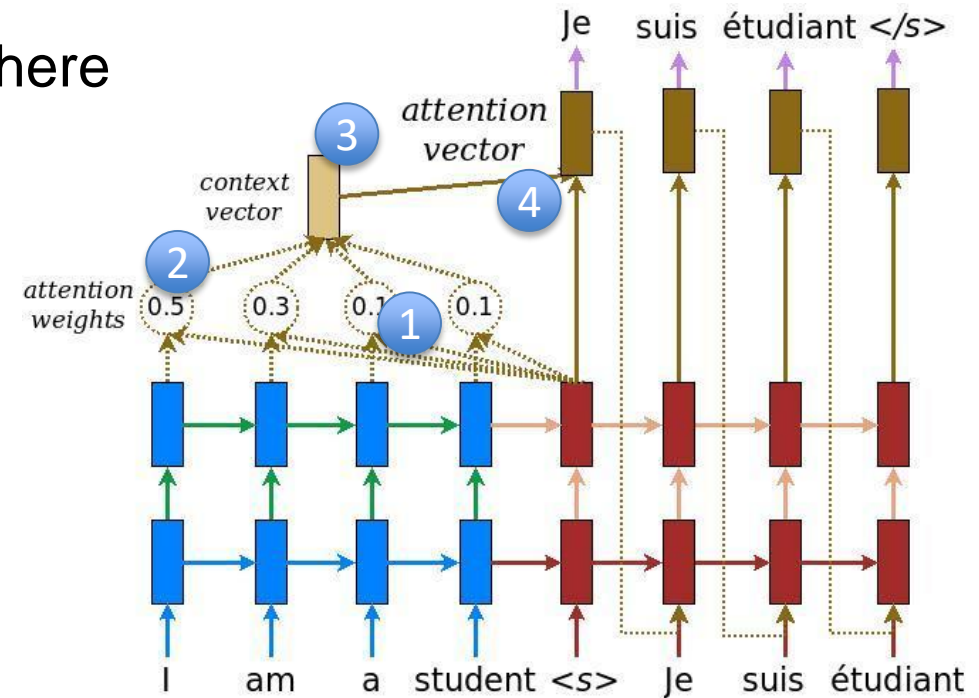 here
Je suis étudiant </s>
attention
vector
3
context
vector
4
2
attention
weights
0.5 0.3 0.1 0.1
1
I am a student <s> Je suis étudiant